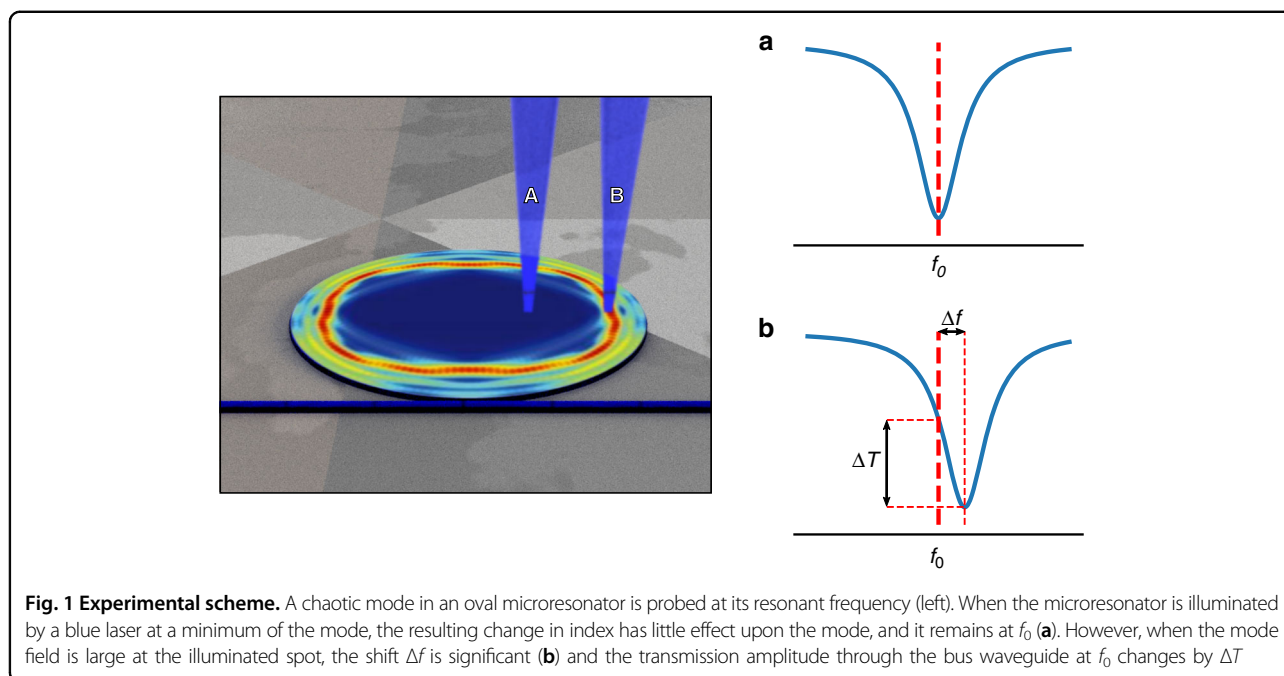 a
A
B
f0
b
Δf
ΔT
f0
Fig. 1 Experimental scheme. A chaotic mode in an oval microresonator is probed at its resonant frequency (left). When the microresonator is illuminated
by a blue laser at a minimum of the mode, the resulting change in index has little effect upon the mode, and it remains at f0 (a). However, when the mode
field is large at the illuminated spot, the shift Δf is significant (b) and the transmission amplitude through the bus waveguide at f0 changes by ΔT